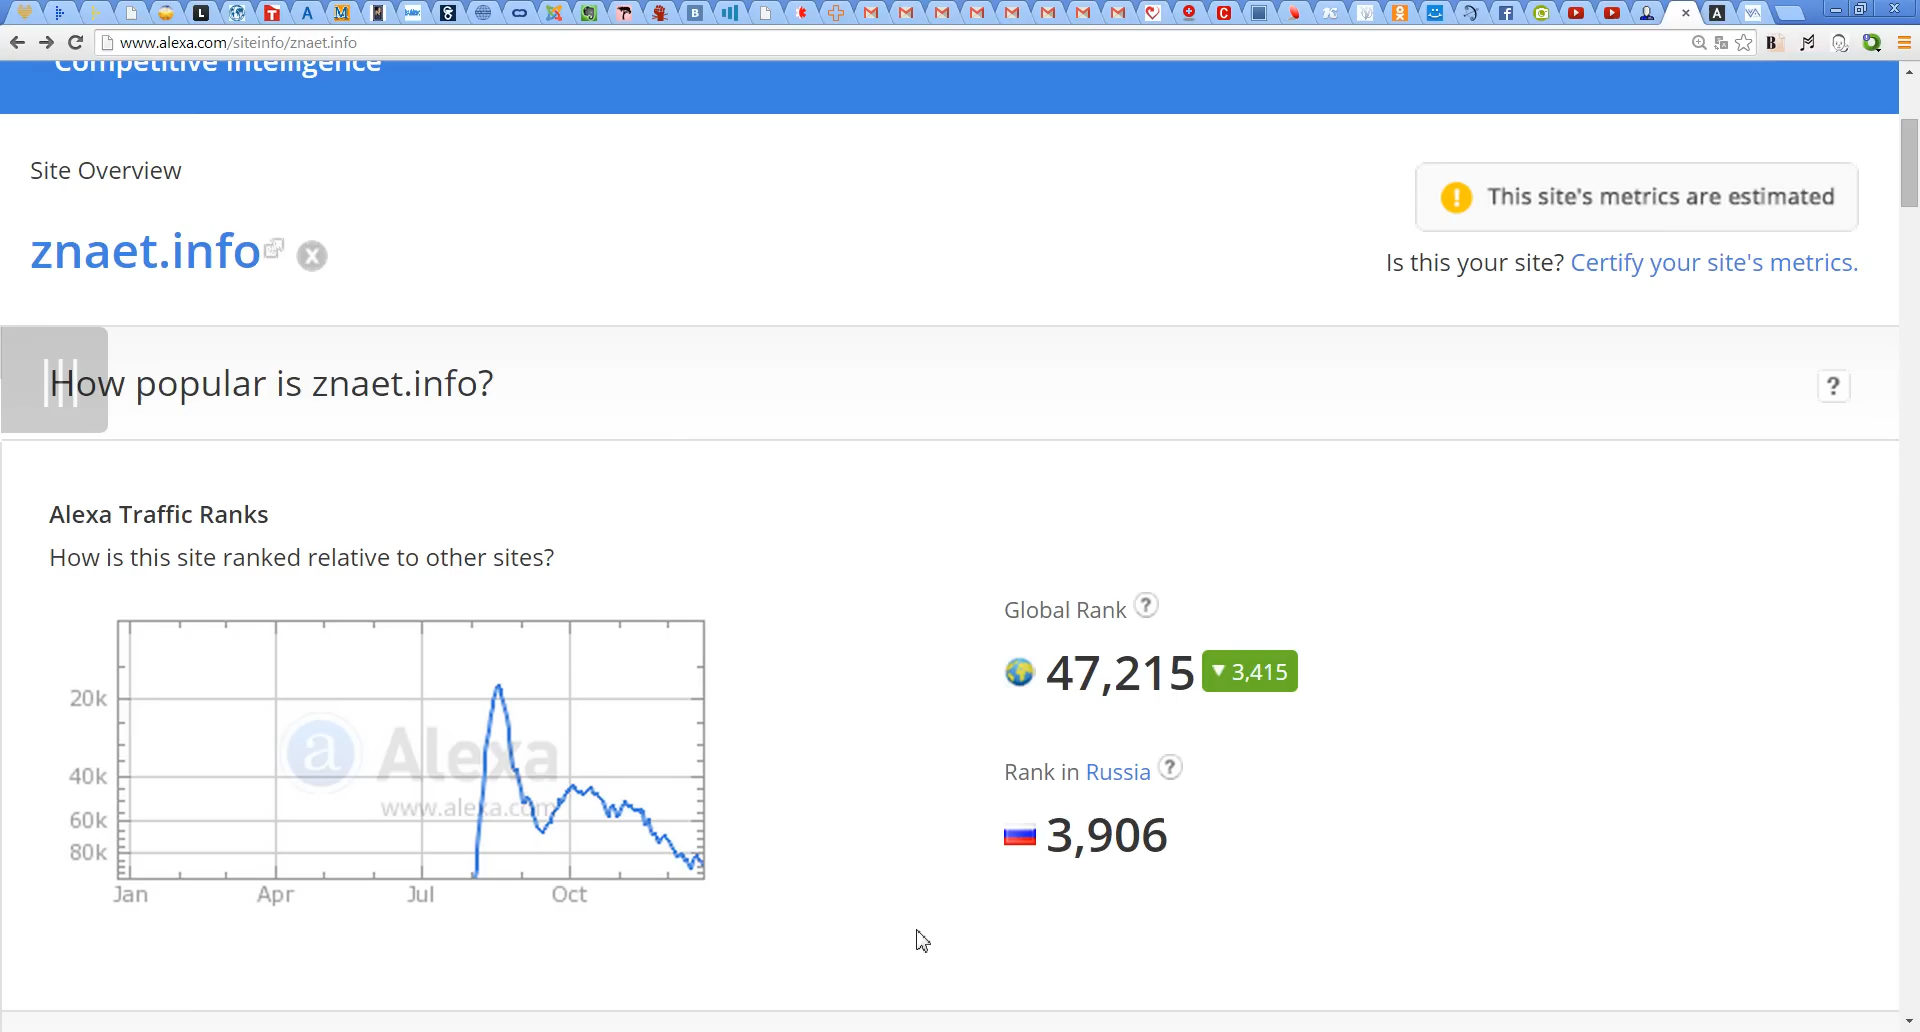 www.alexa.com/siteinfo/znaet.info
Competitive Intelligence
Site Overview
This site's metrics are estimated
znaet.info
Is this your site? Certify your site's metrics.
How popular is znaet.info?
?
Alexa Traffic Ranks
How is this site ranked relative to other sites?
Global Rank ?
47,215 3,415
Rank in Russia ?
3,906
20k
40k
60k
80k
Alexa
www.alexa.com
Jan Apr Jul Oct